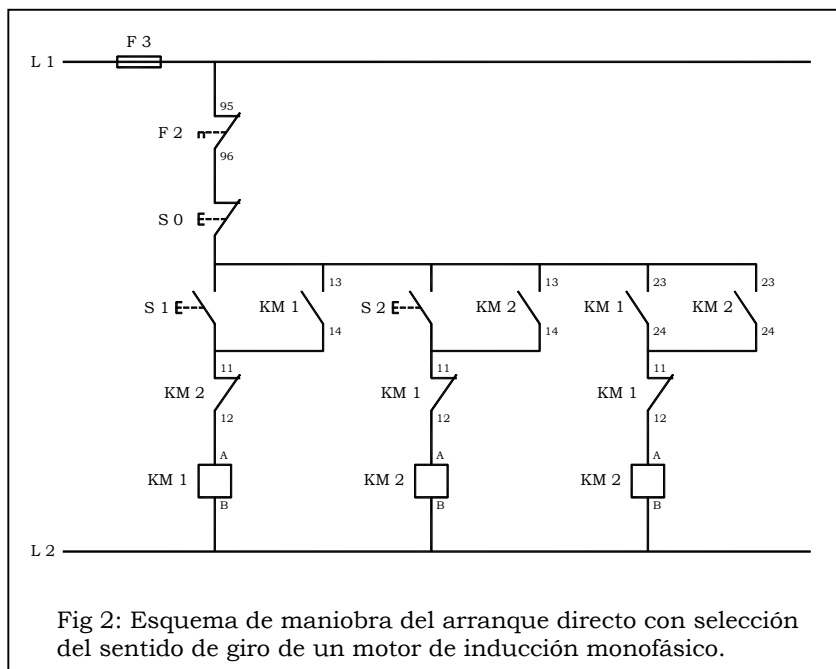 F 3
L 1
95
F 2
96
S 0
13 13 23 23
S 1 KM 1 S 2 KM 2 KM 1 KM 2
14 14 24 24
11 11 11
KM 2 KM 1 KM 1
12 12 12
A A A
KM 1 KM 2 KM 2
B B B
L 2
Fig 2: Esquema de maniobra del arranque directo con selección
del sentido de giro de un motor de inducción monofásico.